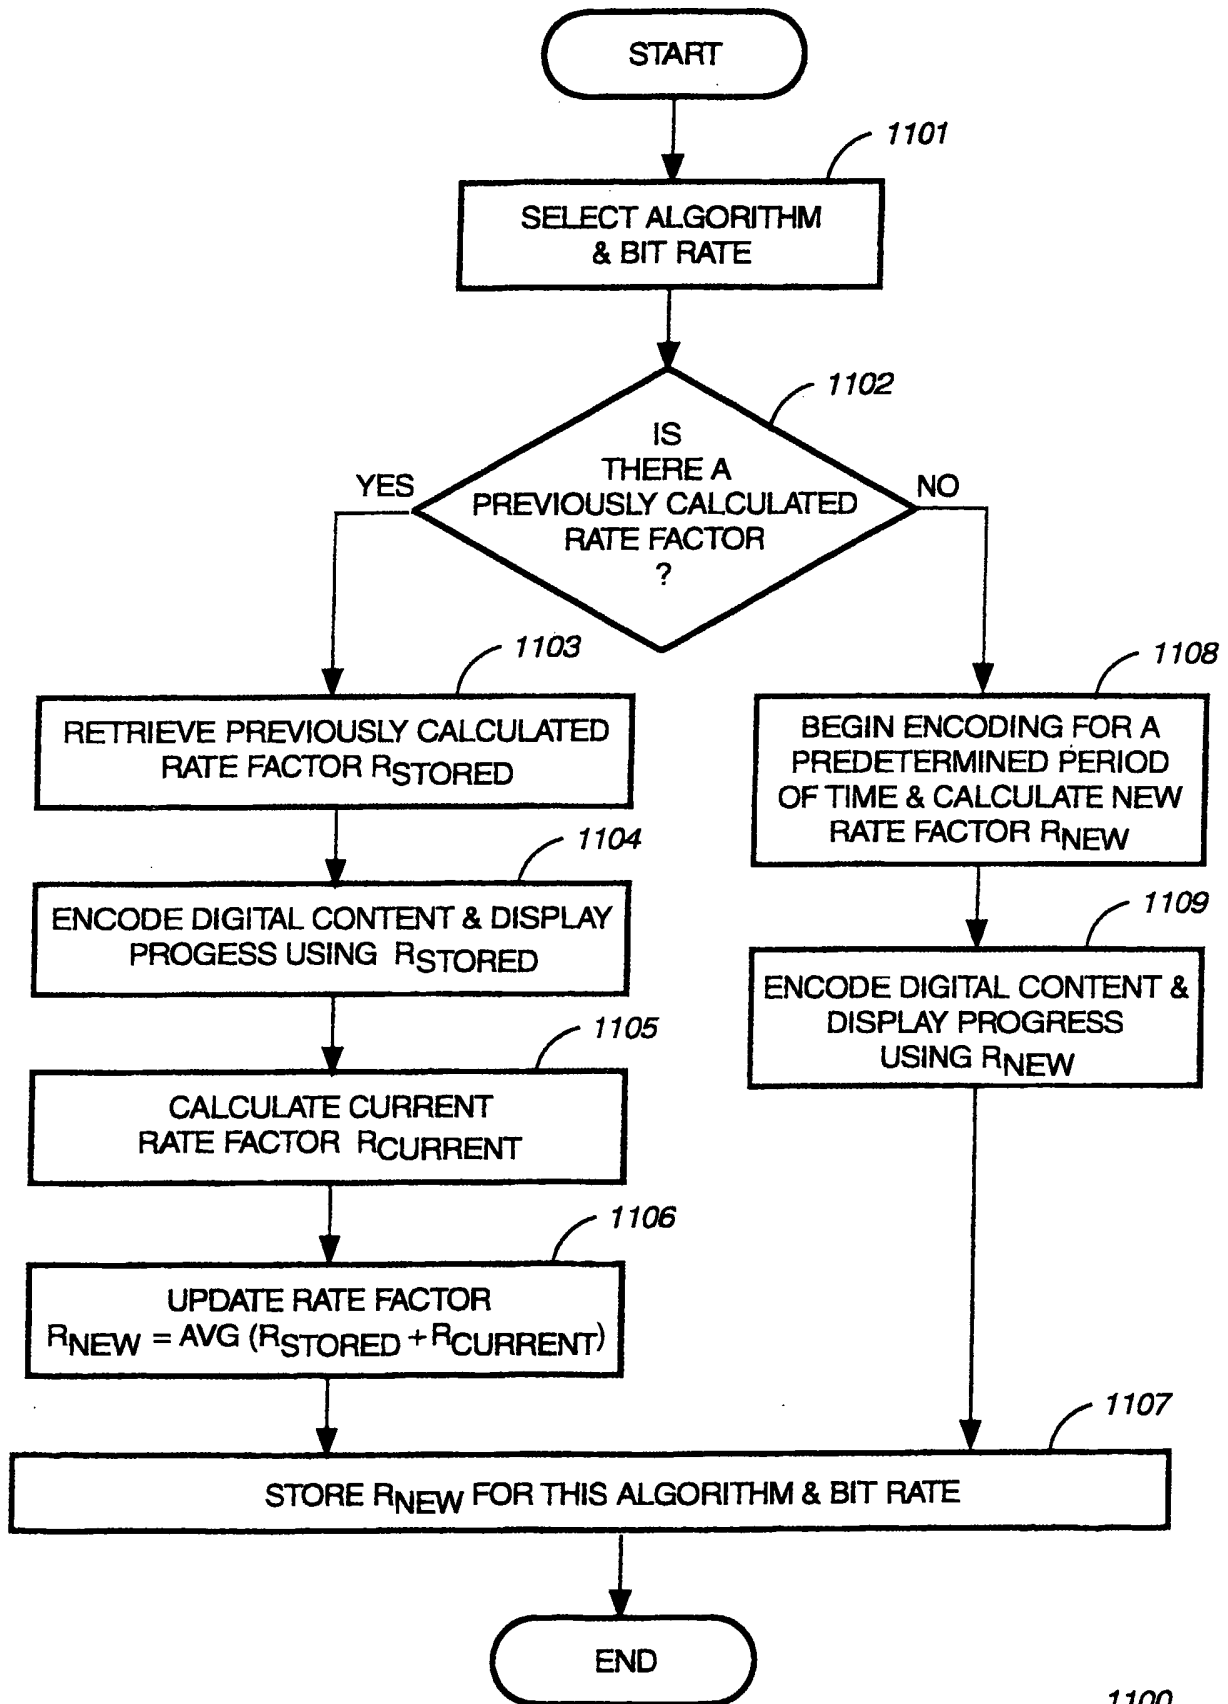 START
1101
SELECT ALGORITHM
& BIT RATE
1102
IS
THERE A
PREVIOUSLY CALCULATED
RATE FACTOR
?
YES
NO
1103
RETRIEVE PREVIOUSLY CALCULATED
RATE FACTOR RSTORED
1108
BEGIN ENCODING FOR A
PREDETERMINED PERIOD
OF TIME & CALCULATE NEW
RATE FACTOR RNEW
1104
ENCODE DIGITAL CONTENT & DISPLAY
PROGESS USING RSTORED
1109
ENCODE DIGITAL CONTENT &
DISPLAY PROGRESS
USING RNEW
1105
CALCULATE CURRENT
RATE FACTOR RCURRENT
1106
UPDATE RATE FACTOR
RNEW = AVG (RSTORED + RCURRENT)
1107
STORE RNEW FOR THIS ALGORITHM & BIT RATE
END
1100